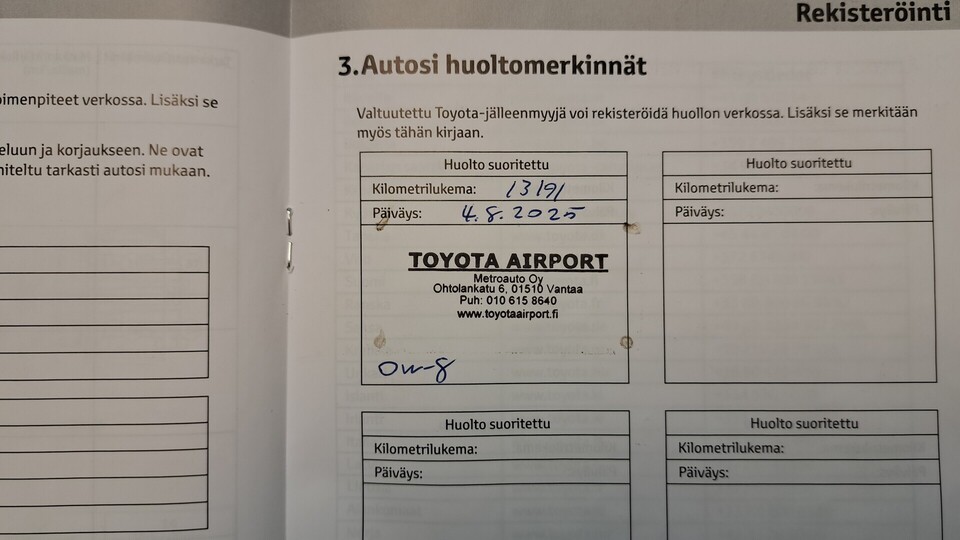 Rekisteröinti
oimenpiteet verkossa. Lisäksi se
eluun ja korjaukseen. Ne ovat
niteltu tarkasti autosi mukaan.
3. Autosi huoltomerkinnät
Valtuutettu Toyota-jälleenmyyjä voi rekisteröidä huollon verkossa. Lisäksi se merkitään
myös tähän kirjaan.
Huolto suoritettu
Kilometrilukema: 13191
Päiväys: 4.8.2025
TOYOTA AIRPORT
Metroauto Oy
Ohtolankatu 6, 01510 Vantaa
Puh: 010 615 8640
www.toyotaairport.fi
Huolto suoritettu
Kilometrilukema:
Päiväys:
Huolto suoritettu
Kilometrilukema:
Päiväys:
Huolto suoritettu
Kilometrilukema:
Päiväys: